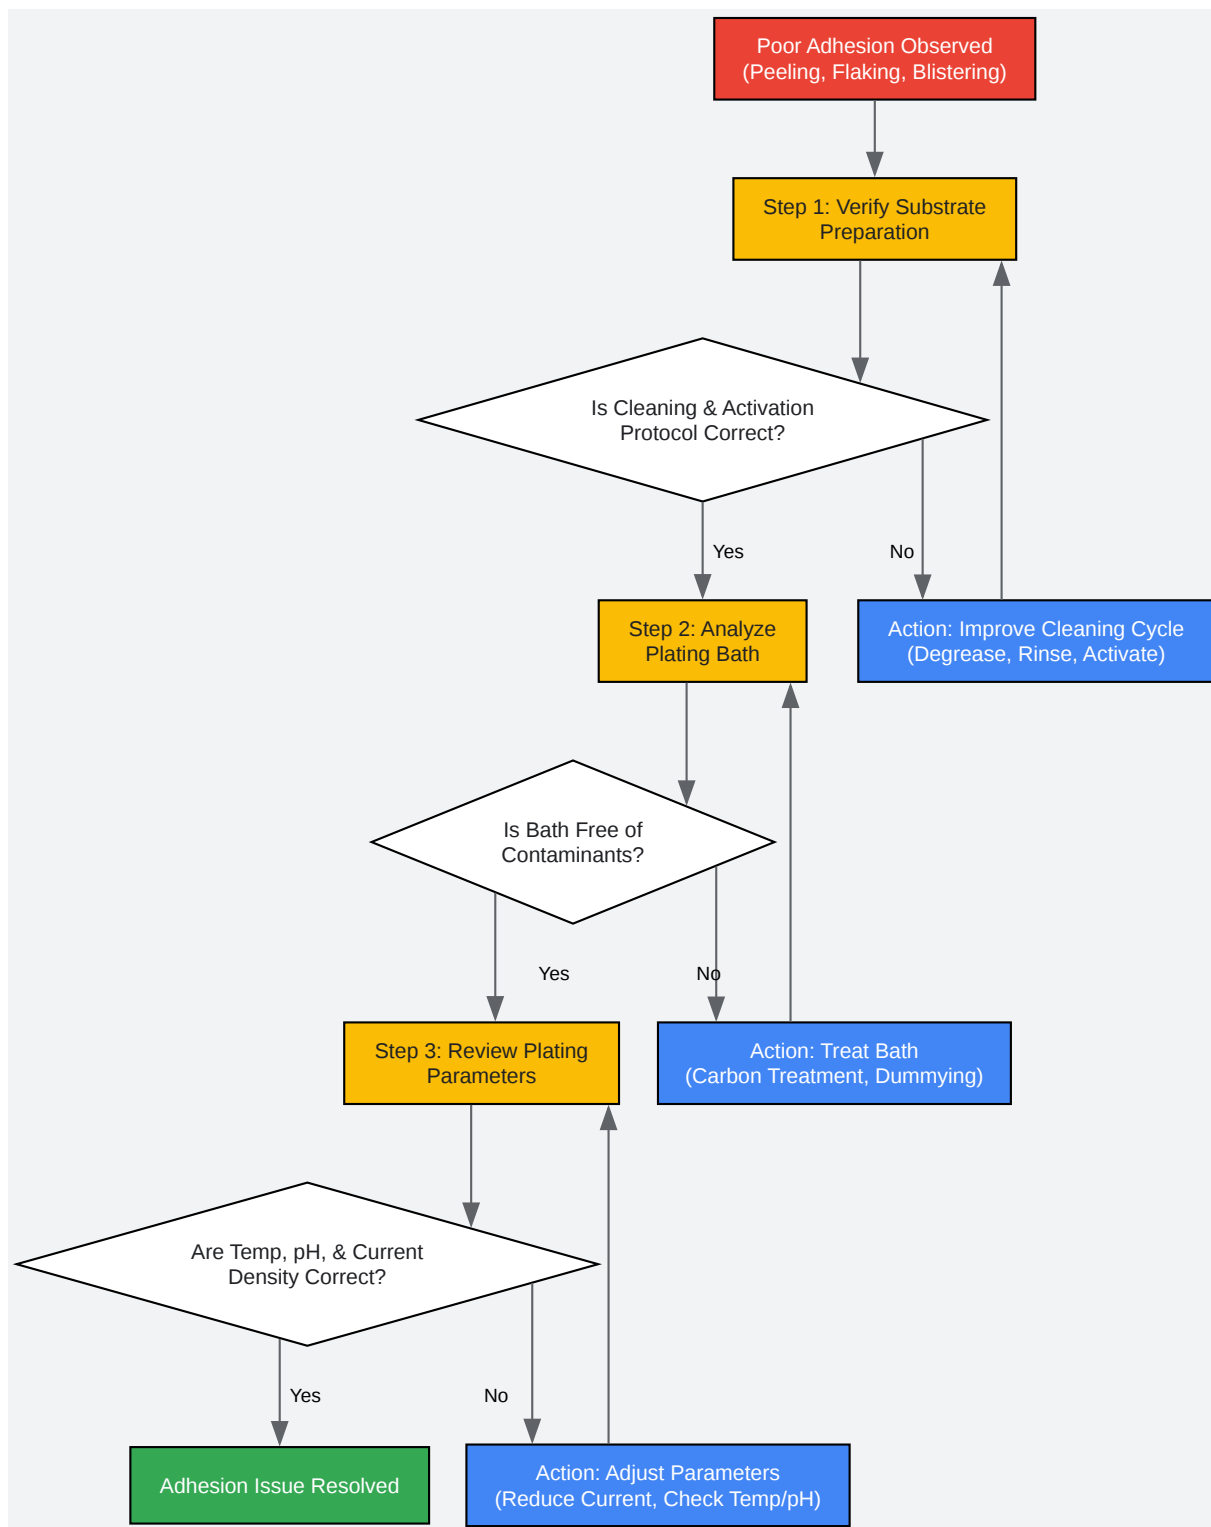 Poor Adhesion Observed
(Peeling, Flaking, Blistering)
Step 1: Verify Substrate
Preparation
Is Cleaning & Activation
Protocol Correct?
Yes
No
Step 2: Analyze
Plating Bath
Action: Improve Cleaning Cycle
(Degrease, Rinse, Activate)
Is Bath Free of
Contaminants?
Yes
No
Step 3: Review Plating
Parameters
Action: Treat Bath
(Carbon Treatment, Dummying)
Are Temp, pH, & Current
Density Correct?
Yes
No
Adhesion Issue Resolved
Action: Adjust Parameters
(Reduce Current, Check Temp/pH)